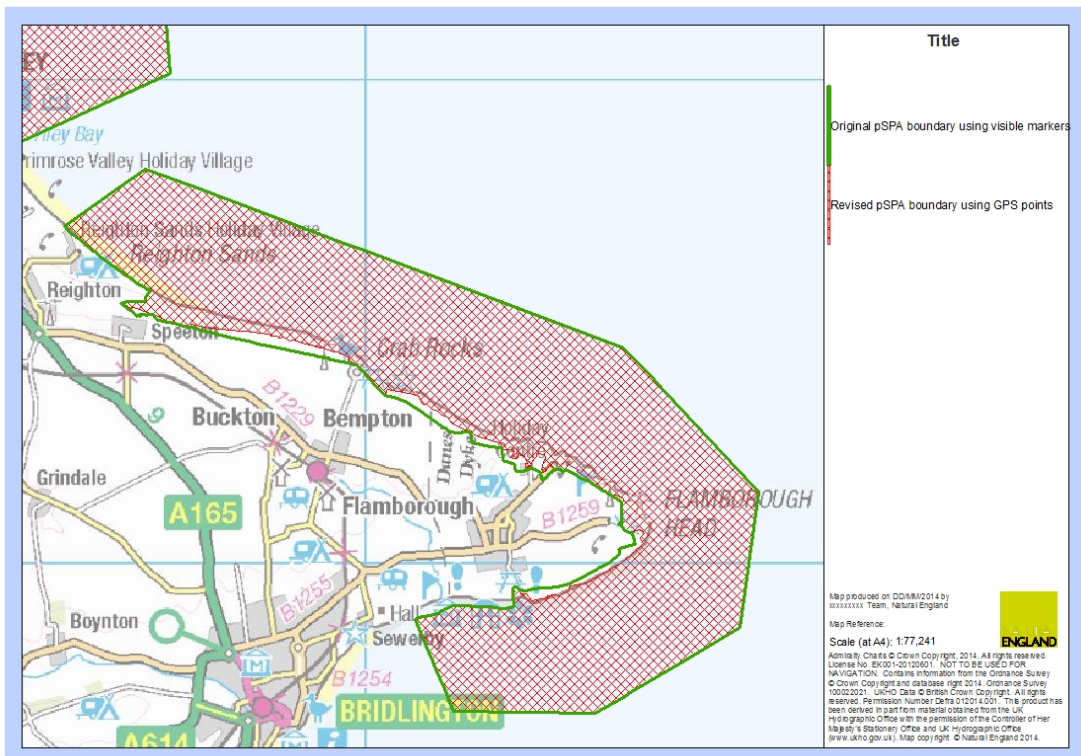 EY
Filey Bay
rimrose Valley Holiday Village
Reighton Sands Holiday Village
Reighton Sands
Reighton
Speeton
Crab Rocks
9
B1229
Buckton
Bempton
Holiday
Centre
Danes
Dyke
Grindale
A165
Flamborough
B1259
FLAMBOROUGH
HEAD
B1255
Boynton
Hall
Sewerby
B1254
BRIDLINGTON
A614
Title
Original pSPA boundary using visible markers
Revised pSPA boundary using GPS points
Map produced on DD/MM/2014 by
xxxxxxxxx Team, Natural England
Map Reference:
Scale (at A4): 1:77,241
ENGLAND
Admiralty Charts © Crown Copyright, 2014. All rights reserved.
License No. EK001-20120601. NOT TO BE USED FOR
NAVIGATION. Contains information from the Ordnance Survey
© Crown Copyright and database right 2014. Ordnance Survey
100022021. UKHO Data © British Crown Copyright. All rights
reserved. Permission Number Defra 012014.001. This product has
been derived in part from material obtained from the UK
Hydrographic Office with the permission of the Controller of Her
Majesty's Stationery Office and UK Hydrographic Office
(www.ukho.gov.uk). Map copyright © Natural England 2014.